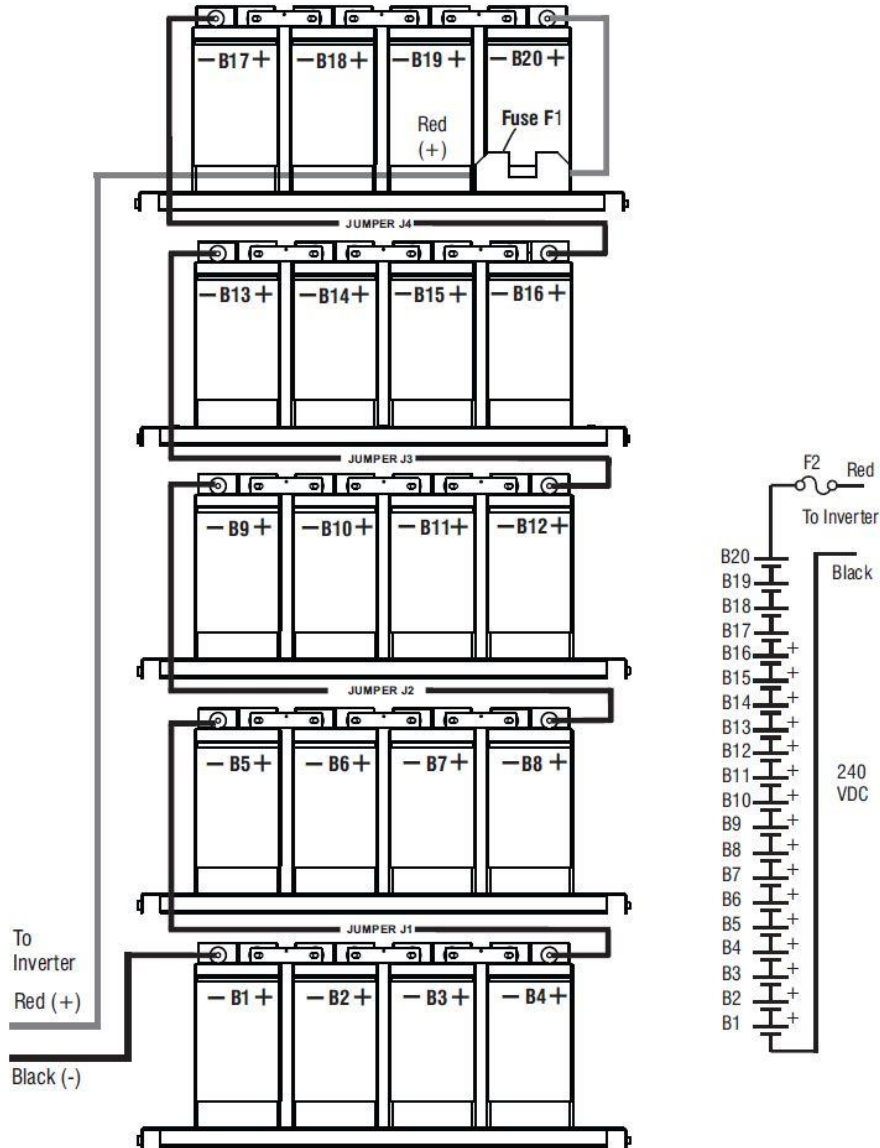 − B17 + − B18 + − B19 + − B20 +
Red
(+)
Fuse F1
JUMPER J4
− B13 + − B14 + − B15 + − B16 +
JUMPER J3
− B9 + − B10 + − B11 + − B12 +
JUMPER J2
− B5 + − B6 + − B7 + − B8 +
JUMPER J1
− B1 + − B2 + − B3 + − B4 +
To
Inverter
Red (+)
Black (-)
F2
Red
To Inverter
Black
B20
B19
B18
B17
B16 +
B15 +
B14 +
B13 +
B12 +
B11 +
B10 +
B9 +
B8 +
B7 +
B6 +
B5 +
B4 +
B3 +
B2 +
B1 +
240
VDC